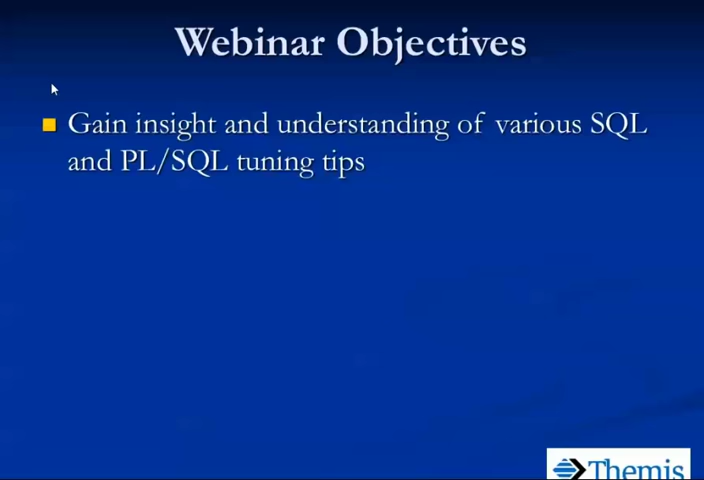 Webinar Objectives
Gain insight and understanding of various SQL
and PL/SQL tuning tips
Themis